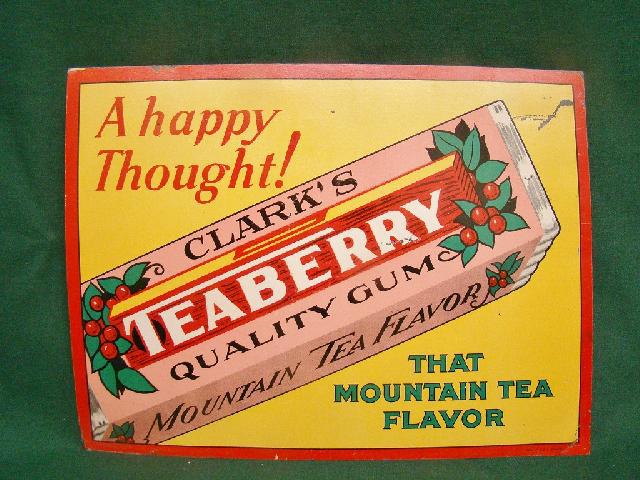 A happy
Thought!
CLARK'S
TEABERRY
QUALITY GUM
MOUNTAIN TEA FLAVOR
THAT
MOUNTAIN TEA
FLAVOR